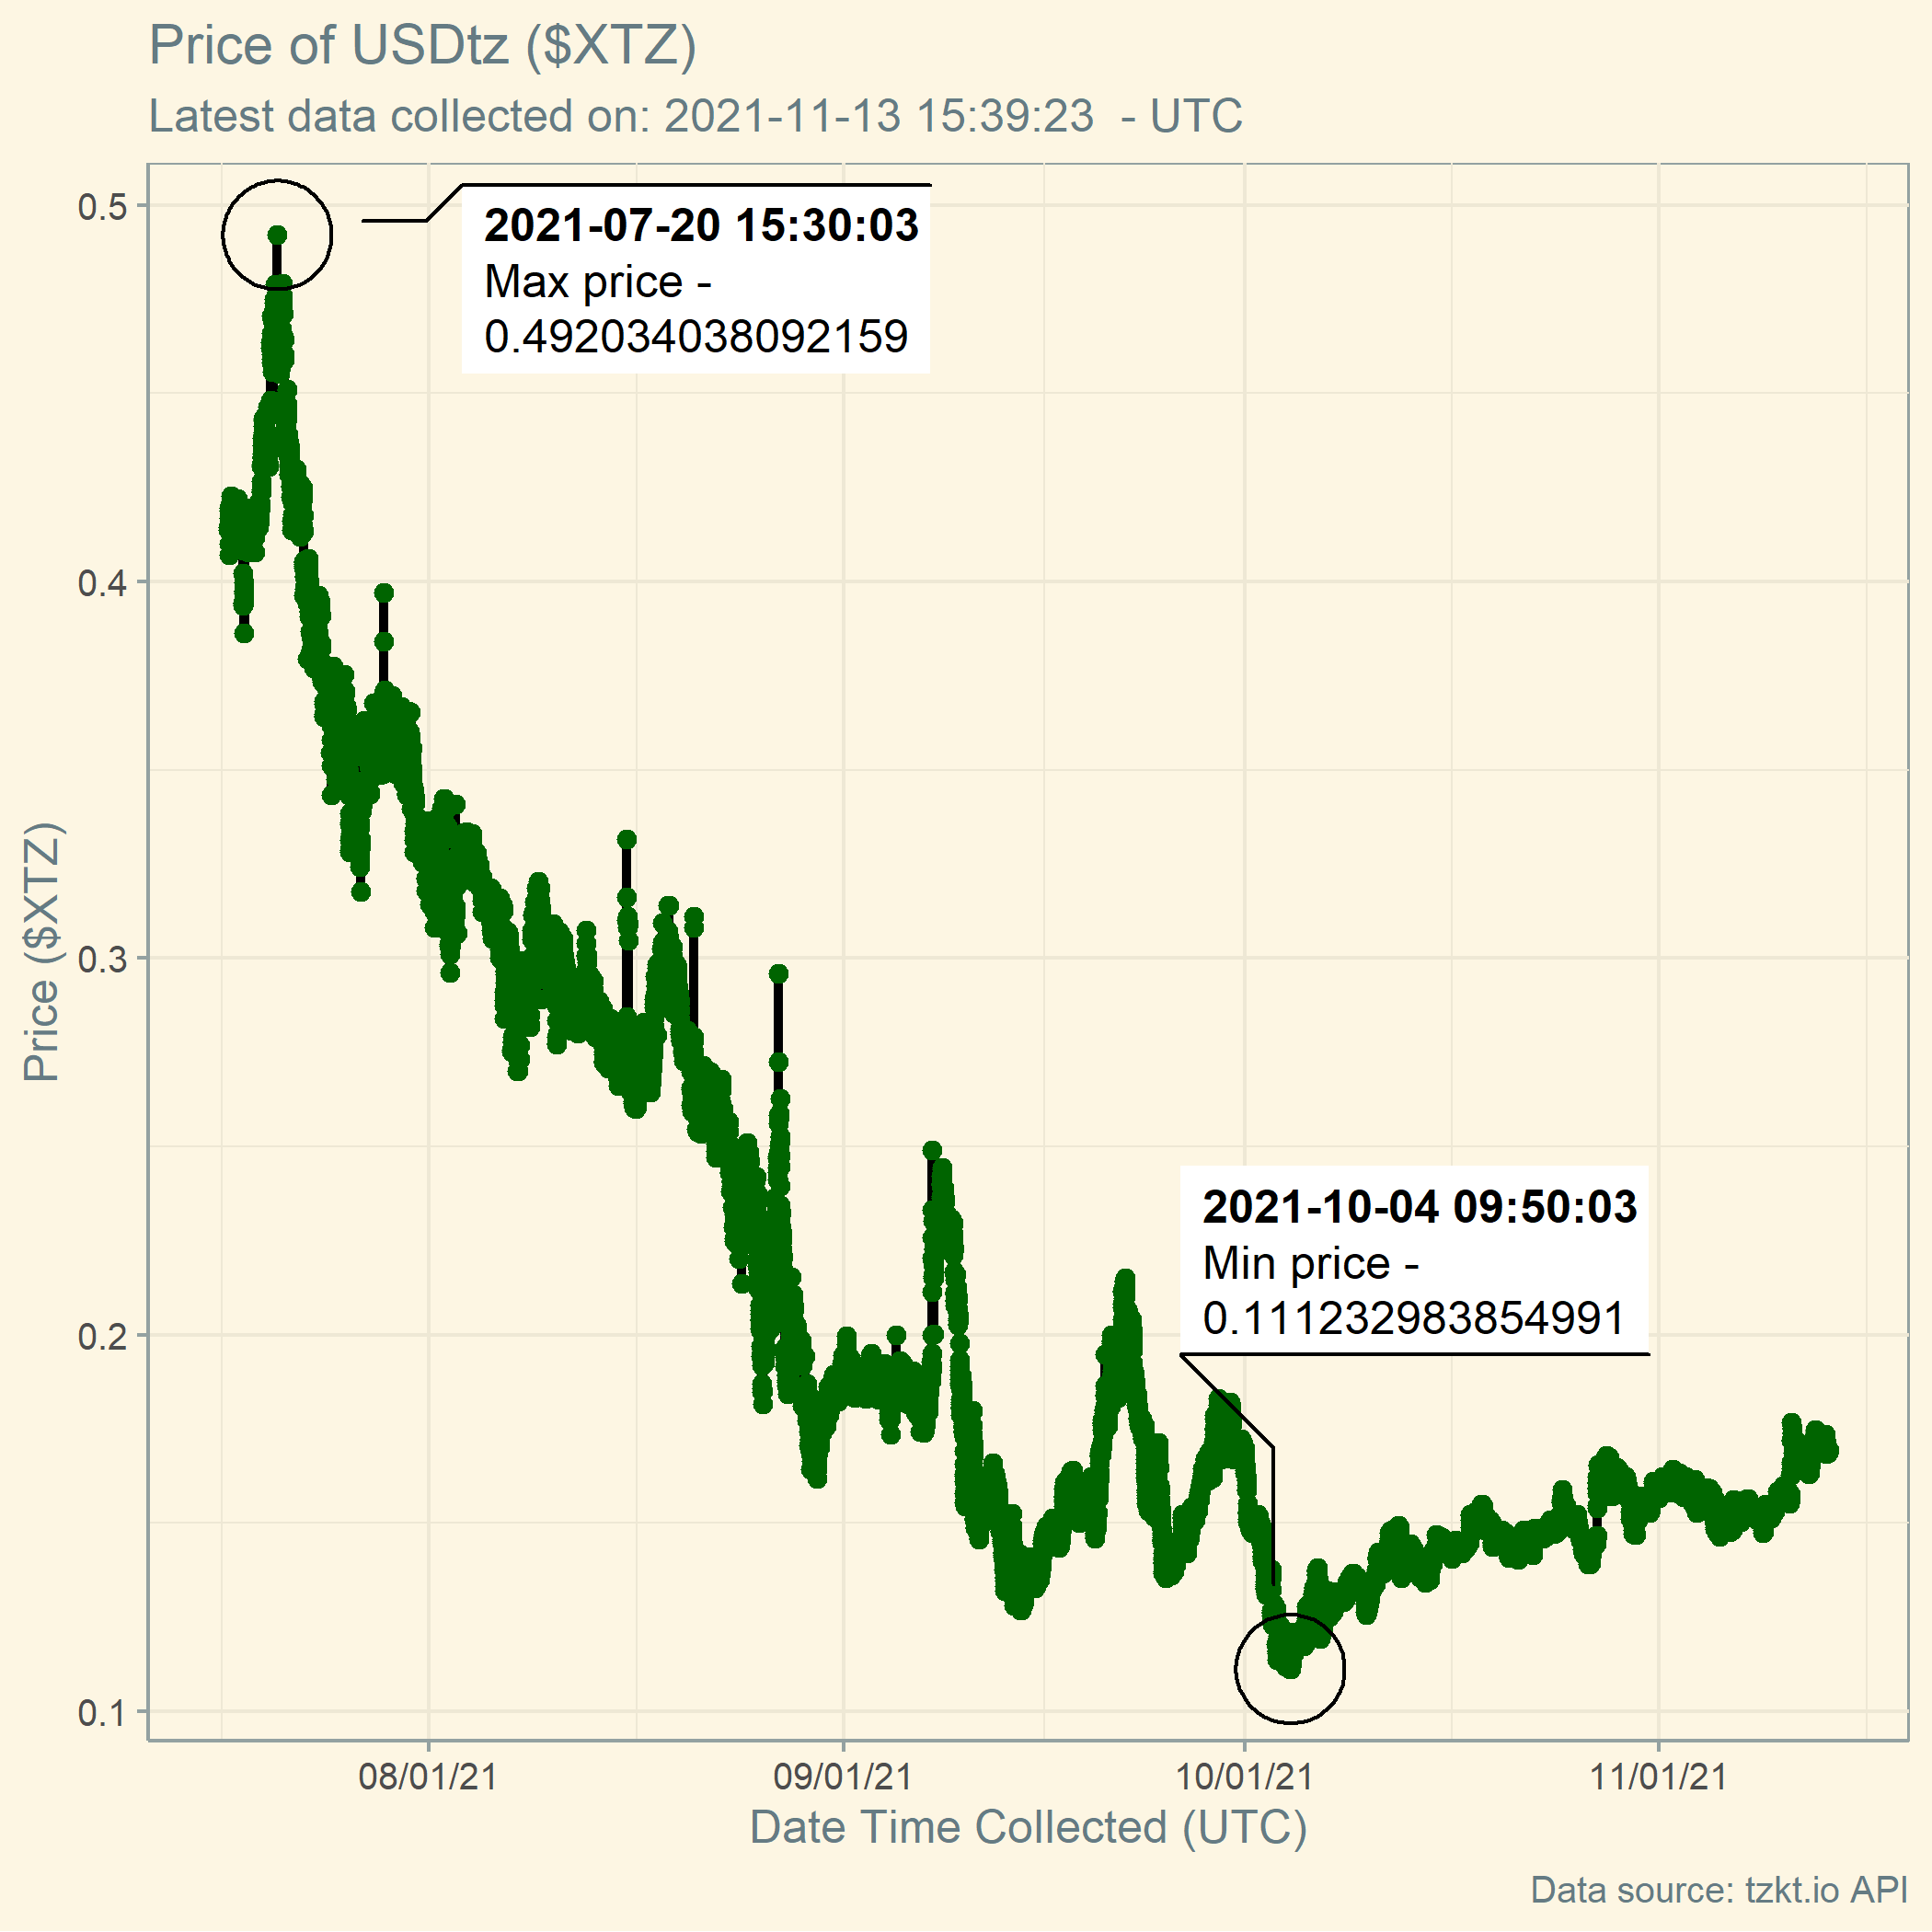 Price of USDtz ($XTZ)
Latest data collected on: 2021-11-13 15:39:23  - UTC
0.5
0.4
0.3
0.2
0.1
Price ($XTZ)
2021-07-20 15:30:03
Max price -
0.492034038092159
2021-10-04 09:50:03
Min price -
0.111232983854991
08/01/21
09/01/21
10/01/21
11/01/21
Date Time Collected (UTC)
Data source: tzkt.io API